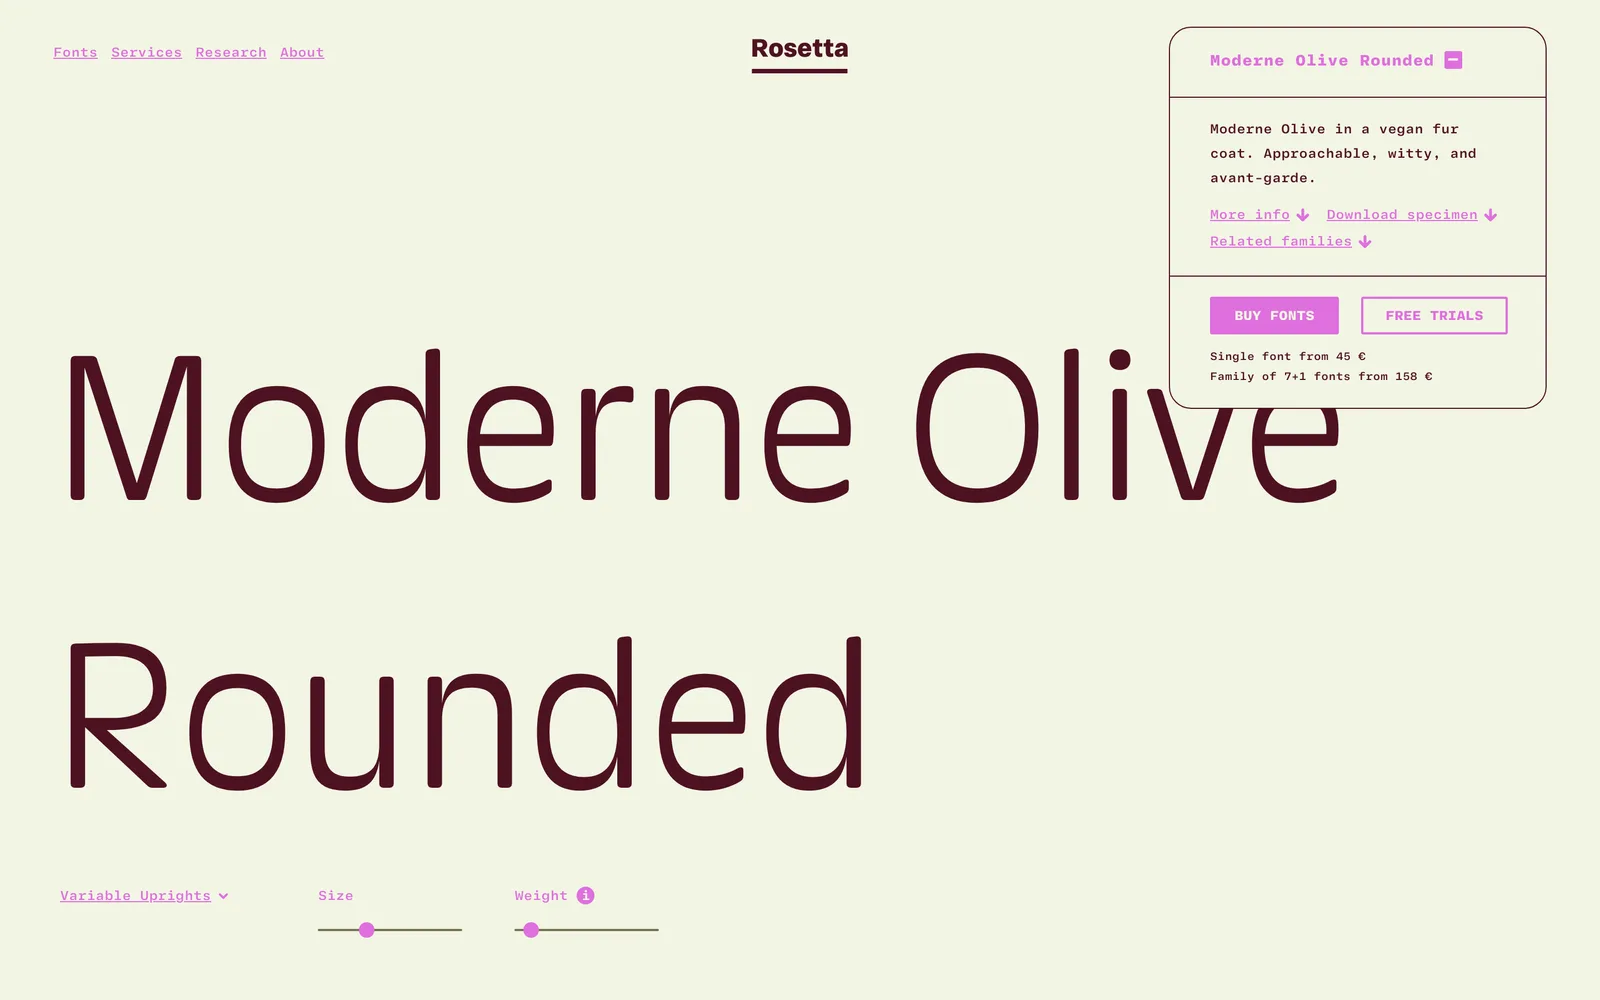 Fonts Services Research About
Rosetta
Moderne Olive Rounded
Moderne Olive in a vegan fur
coat. Approachable, witty, and
avant-garde.
More info Download specimen
Related families
BUY FONTS FREE TRIALS
Single font from 45 €
Family of 7+1 fonts from 158 €
Moderne Olive
Rounded
Variable Uprights Size Weight i